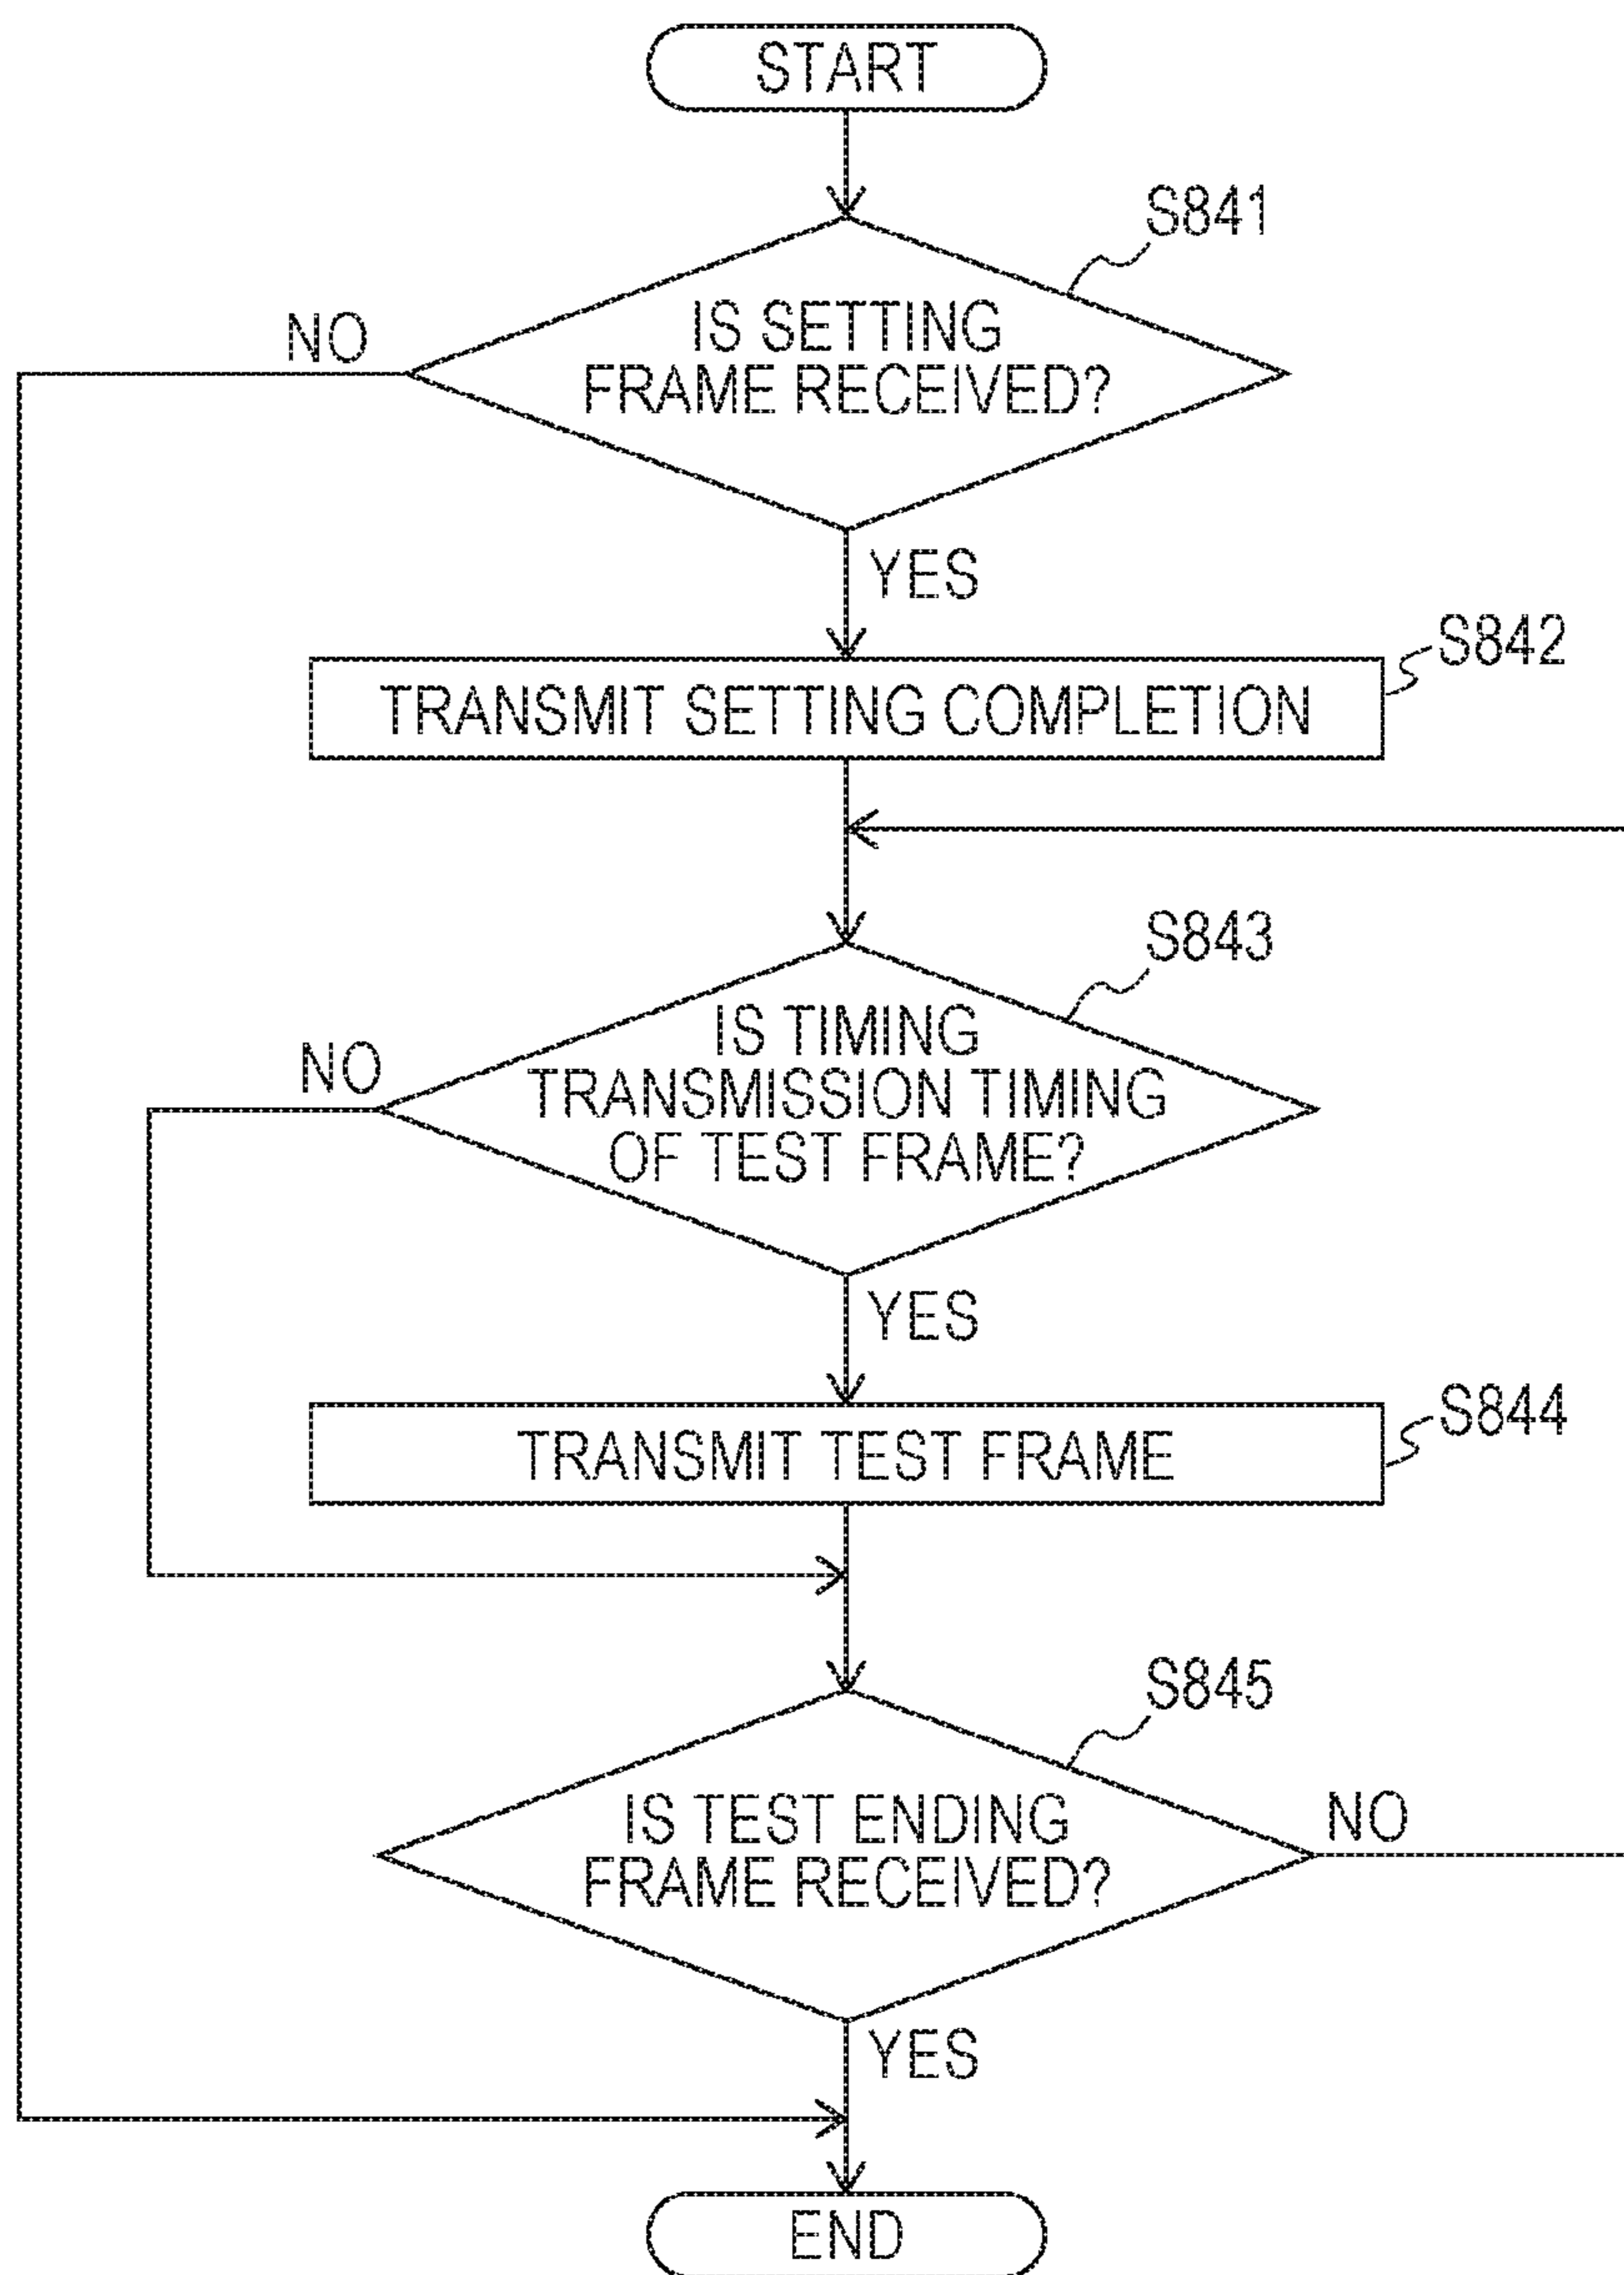 START
S841
IS SETTING
FRAME RECEIVED?
NO
YES
S842
TRANSMIT SETTING COMPLETION
S843
IS TIMING
TRANSMISSION TIMING
OF TEST FRAME?
NO
YES
S844
TRANSMIT TEST FRAME
S845
IS TEST ENDING
FRAME RECEIVED?
NO
YES
END